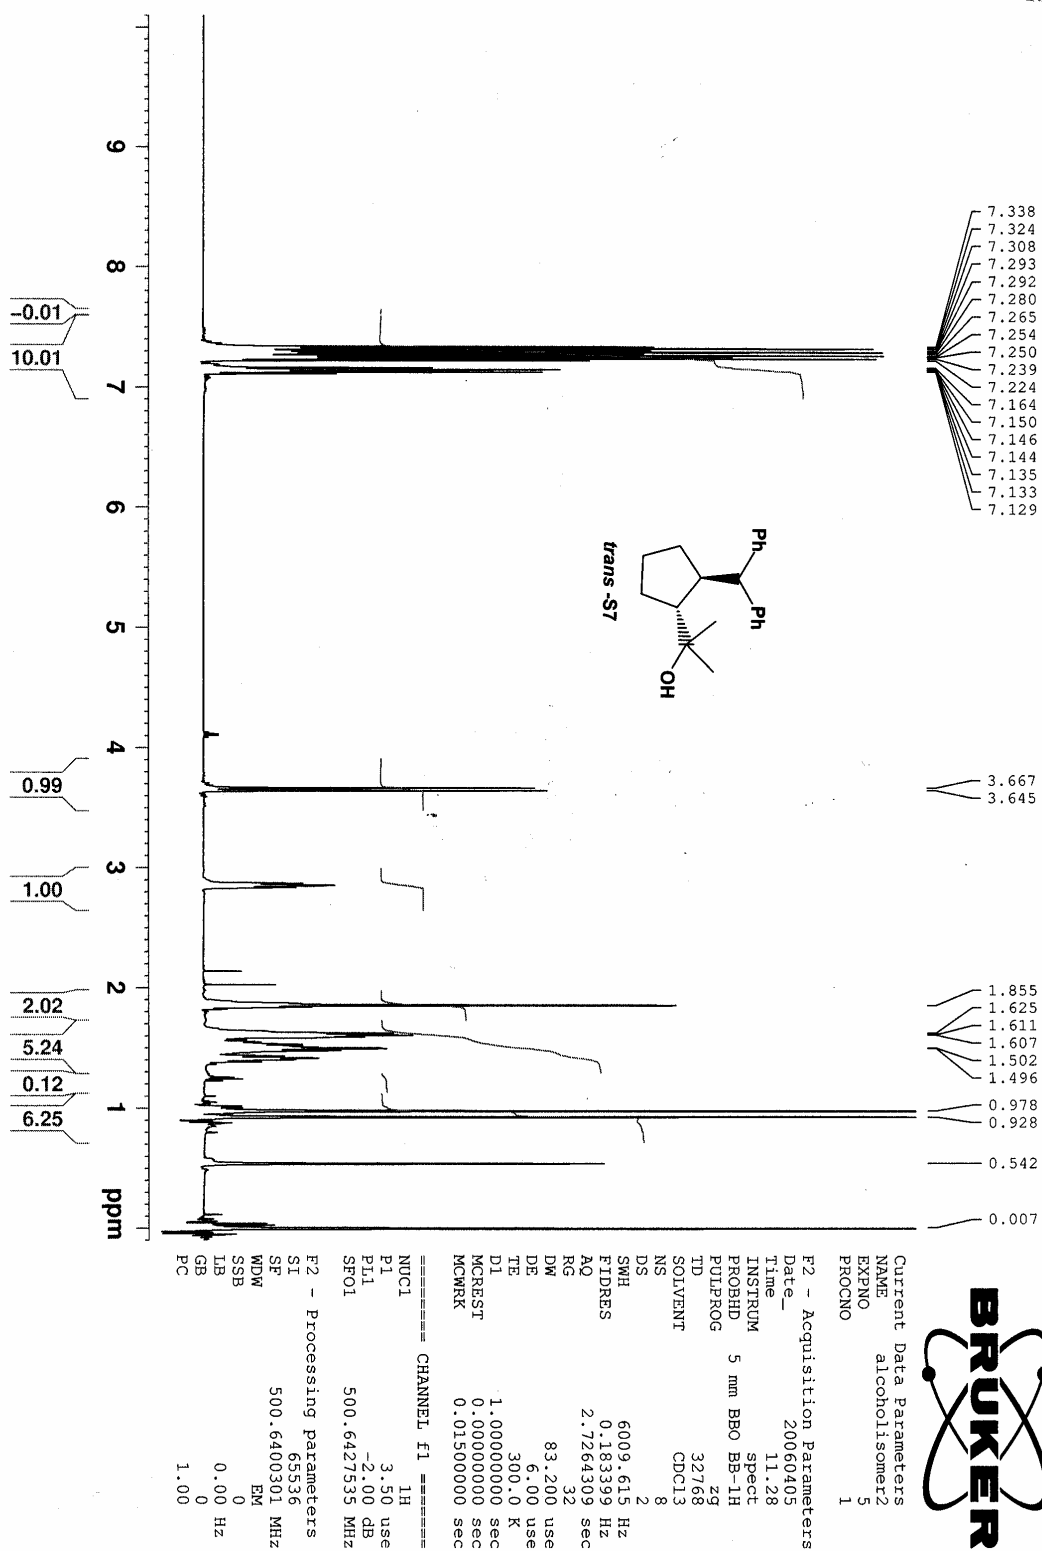 7.338
7.324
7.308
7.293
7.292
7.280
7.265
7.254
7.250
7.239
7.224
7.164
7.150
7.146
7.144
7.135
7.133
7.129
3.667
3.645
1.855
1.625
1.611
1.607
1.502
1.496
0.978
0.928
0.542
0.007
BRUKER
Current Data Parameters
NAME alcoholisomer2
EXPNO 5
PROCNO 1
F2 - Acquisition Parameters
Date_ 20060405
Time 11.28
INSTRUM spect
PROBHD 5 mm BBO BB-1H
PULPROG zg
TD 32768
SOLVENT CDCl3
NS 8
DS 2
SWH 6009.615 Hz
FIDRES 0.183399 Hz
AQ 2.7264309 sec
RG 32
DW 83.200 use
DE 6.00 use
TE 300.0 K
D1 1.00000000 sec
MCREST 0.00000000 sec
MCWRK 0.01500000 sec
======== CHANNEL f1 ========
NUC1 1H
P1 3.50 use
PL1 -2.00 dB
SFO1 500.6427535 MHz
F2 - Processing parameters
SI 65536
SF 500.6400301 MHz
WDW EM
SSB 0
LB 0.00 Hz
GB 0
PC 1.00
Ph
Ph
OH
trans-S7
9 8 7 6 5 4 3 2 1 ppm
-0.01
10.01
0.99
1.00
2.02
5.24
0.12
6.25